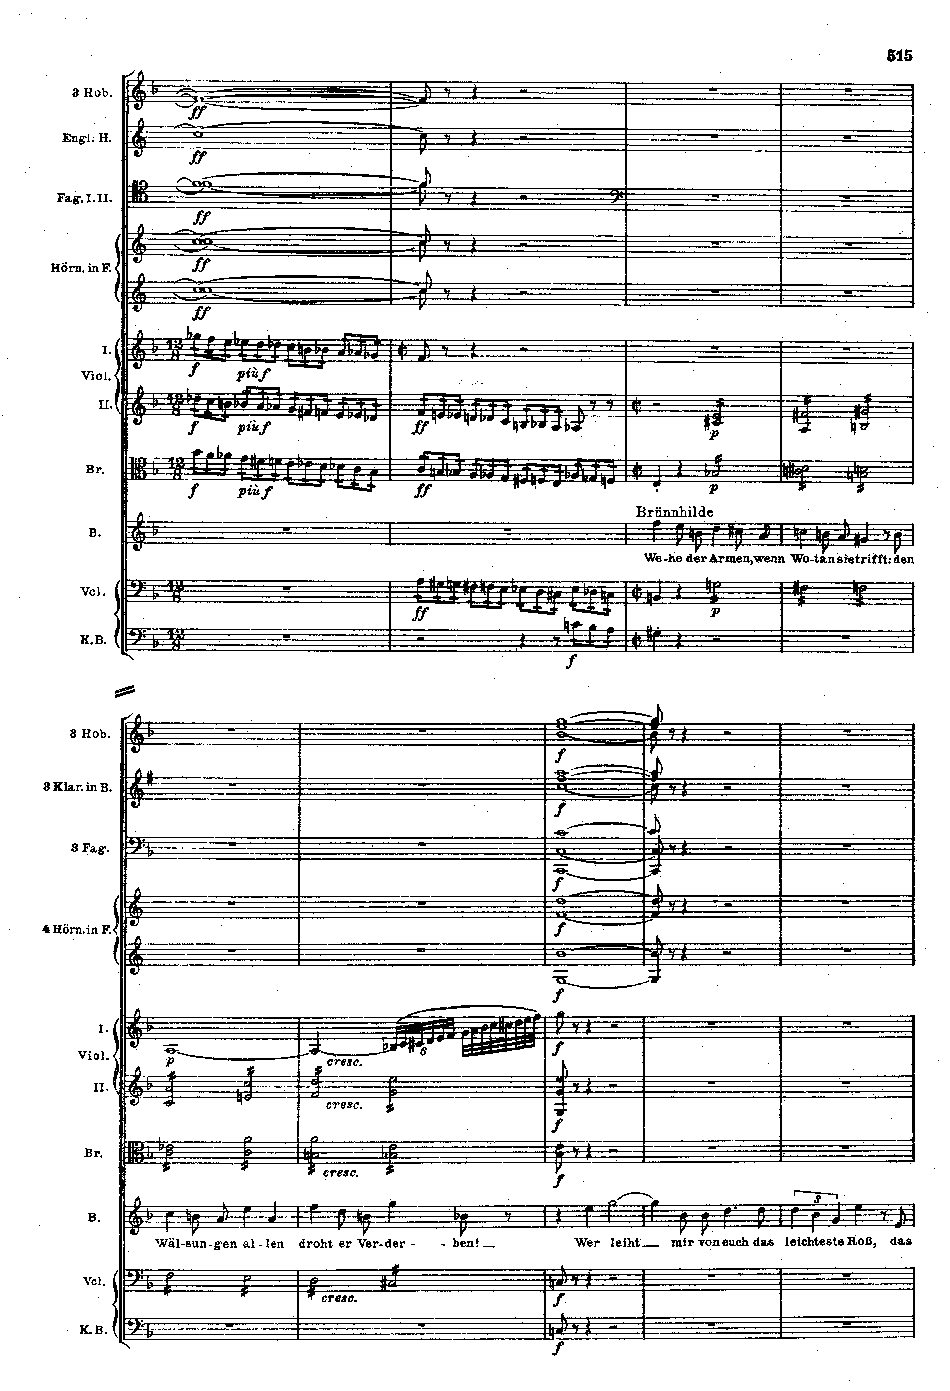 515
3 Hob.
ff
Engl. H.
ff
Fag. I. II.
ff
Hörn. in F.
ff
ff
I.
Viol.
f più f
II.
f più f ff p
Br.
f più f ff p
Brünnhilde
B.
We-he der Armen, wenn Wo-tan sie trifft: den
Vcl.
ff p
K.B.
f
3 Hob.
f
3 Klar. in B.
f
3 Fag.
f
4 Hörn. in F.
f
f
I.
Viol.
p cresc. 6 f
II.
cresc. f
Br.
cresc. f
3
B.
Wäl-sun-gen al-len droht er Ver-der- - ben! Wer leiht mir von euch das leichteste Roß, das
Vcl.
cresc. f
K.B.
f